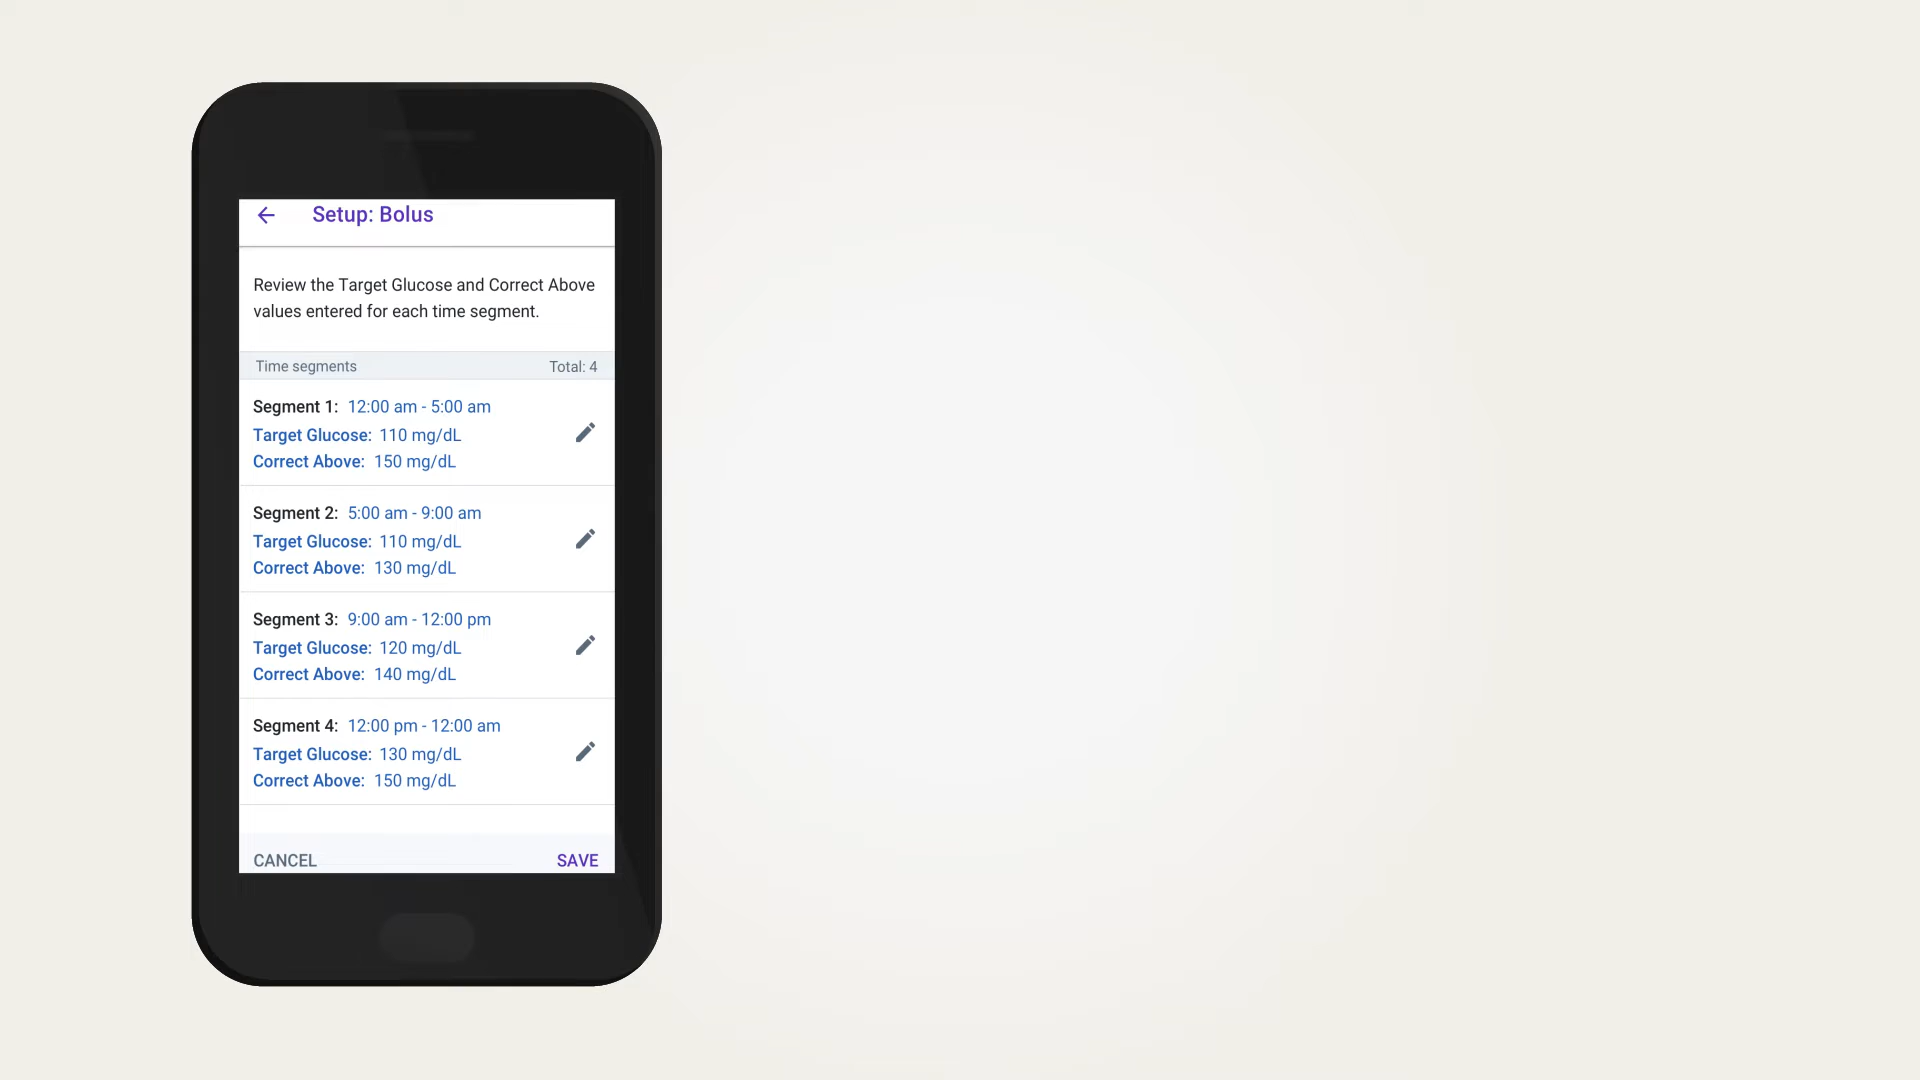 Setup: Bolus
Review the Target Glucose and Correct Above
values entered for each time segment.
Time segments Total: 4
Segment 1: 12:00 am - 5:00 am
Target Glucose: 110 mg/dL
Correct Above: 150 mg/dL
Segment 2: 5:00 am - 9:00 am
Target Glucose: 110 mg/dL
Correct Above: 130 mg/dL
Segment 3: 9:00 am - 12:00 pm
Target Glucose: 120 mg/dL
Correct Above: 140 mg/dL
Segment 4: 12:00 pm - 12:00 am
Target Glucose: 130 mg/dL
Correct Above: 150 mg/dL
CANCEL SAVE